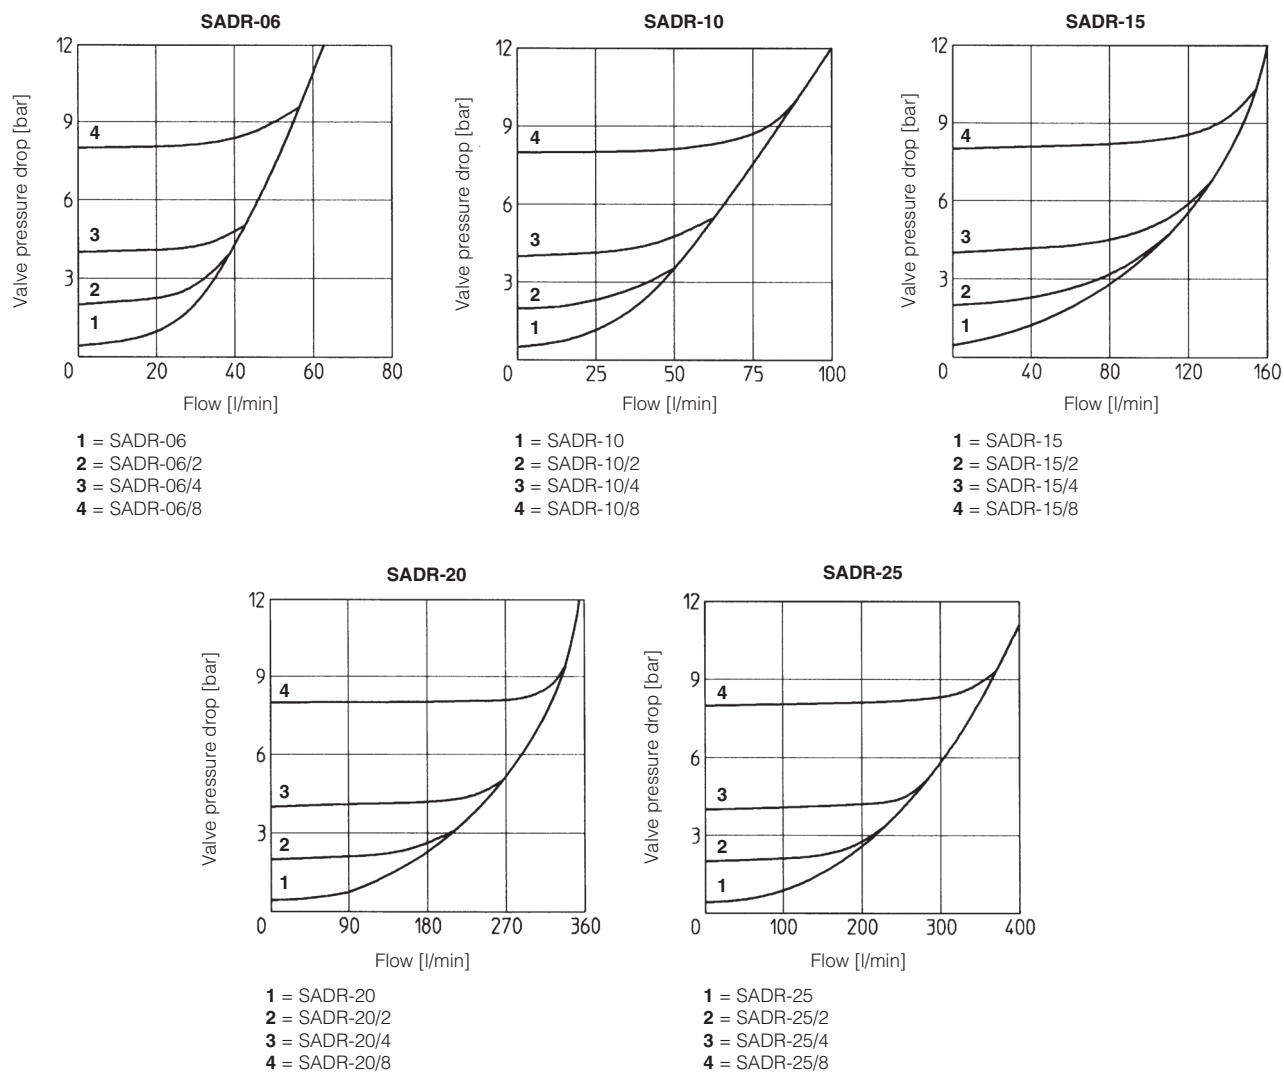 SADR-06
12
9
6
3
0
20
40
60
80
4
3
2
1
Valve pressure drop [bar]
Flow [l/min]
1 = SADR-06
2 = SADR-06/2
3 = SADR-06/4
4 = SADR-06/8
SADR-10
12
9
6
3
0
25
50
75
100
4
3
2
1
Valve pressure drop [bar]
Flow [l/min]
1 = SADR-10
2 = SADR-10/2
3 = SADR-10/4
4 = SADR-10/8
SADR-15
12
9
6
3
0
40
80
120
160
4
3
2
1
Valve pressure drop [bar]
Flow [l/min]
1 = SADR-15
2 = SADR-15/2
3 = SADR-15/4
4 = SADR-15/8
SADR-20
12
9
6
3
0
90
180
270
360
4
3
2
1
Valve pressure drop [bar]
Flow [l/min]
1 = SADR-20
2 = SADR-20/2
3 = SADR-20/4
4 = SADR-20/8
SADR-25
12
9
6
3
0
100
200
300
400
4
3
2
1
Valve pressure drop [bar]
Flow [l/min]
1 = SADR-25
2 = SADR-25/2
3 = SADR-25/4
4 = SADR-25/8